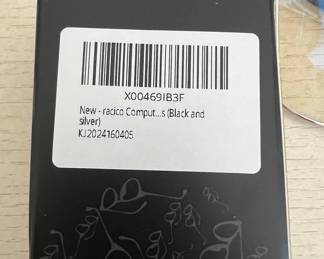 X00469IB3F
New - racico Comput...s (Black and
silver)
KJ2024160405